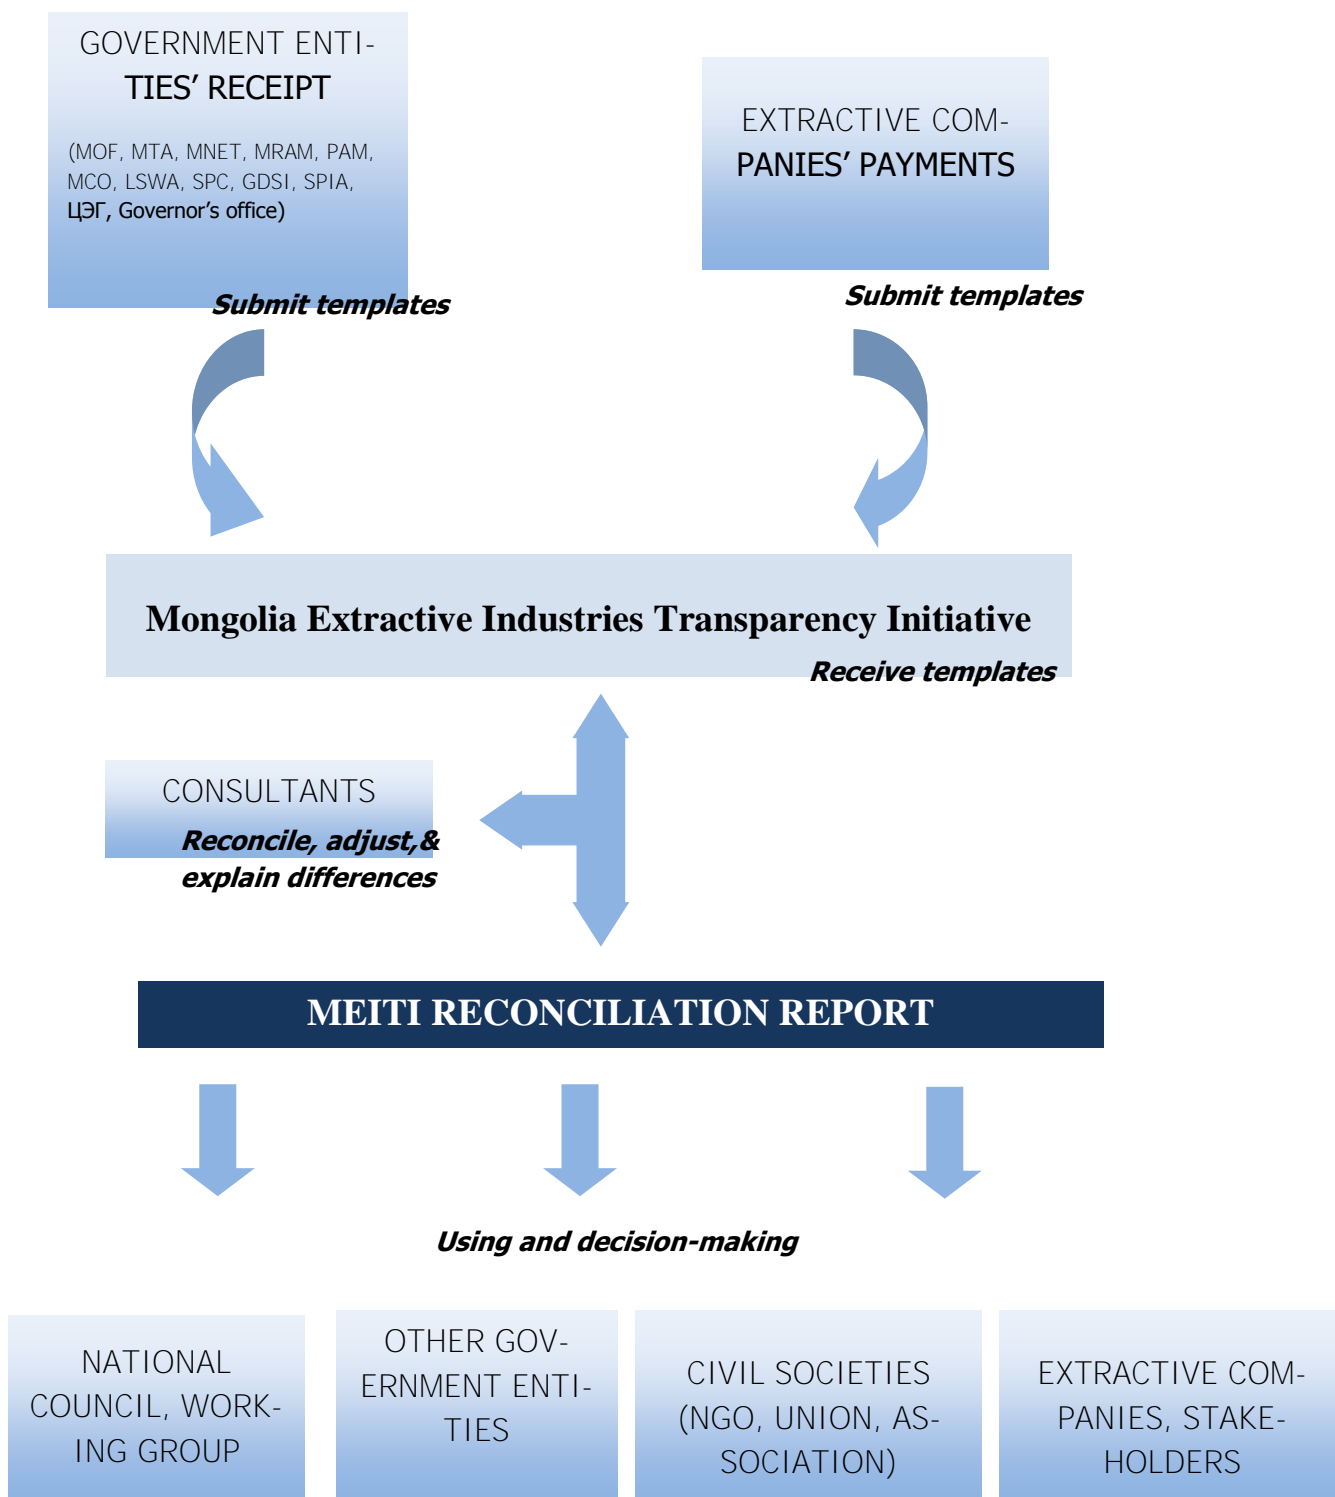 GOVERNMENT ENTI-
TIES’ RECEIPT
(MOF, MTA, MNET, MRAM, PAM,
MCO, LSWA, SPC, GDSI, SPIA,
ЦЭГ, Governor’s office)
Submit templates
EXTRACTIVE COM-
PANIES’ PAYMENTS
Submit templates
Mongolia Extractive Industries Transparency Initiative
Receive templates
CONSULTANTS
Reconcile, adjust,&
explain differences
MEITI RECONCILIATION REPORT
Using and decision-making
NATIONAL
COUNCIL, WORK-
ING GROUP
OTHER GOV-
ERNMENT ENTI-
TIES
CIVIL SOCIETIES
(NGO, UNION, AS-
SOCIATION)
EXTRACTIVE COM-
PANIES, STAKE-
HOLDERS